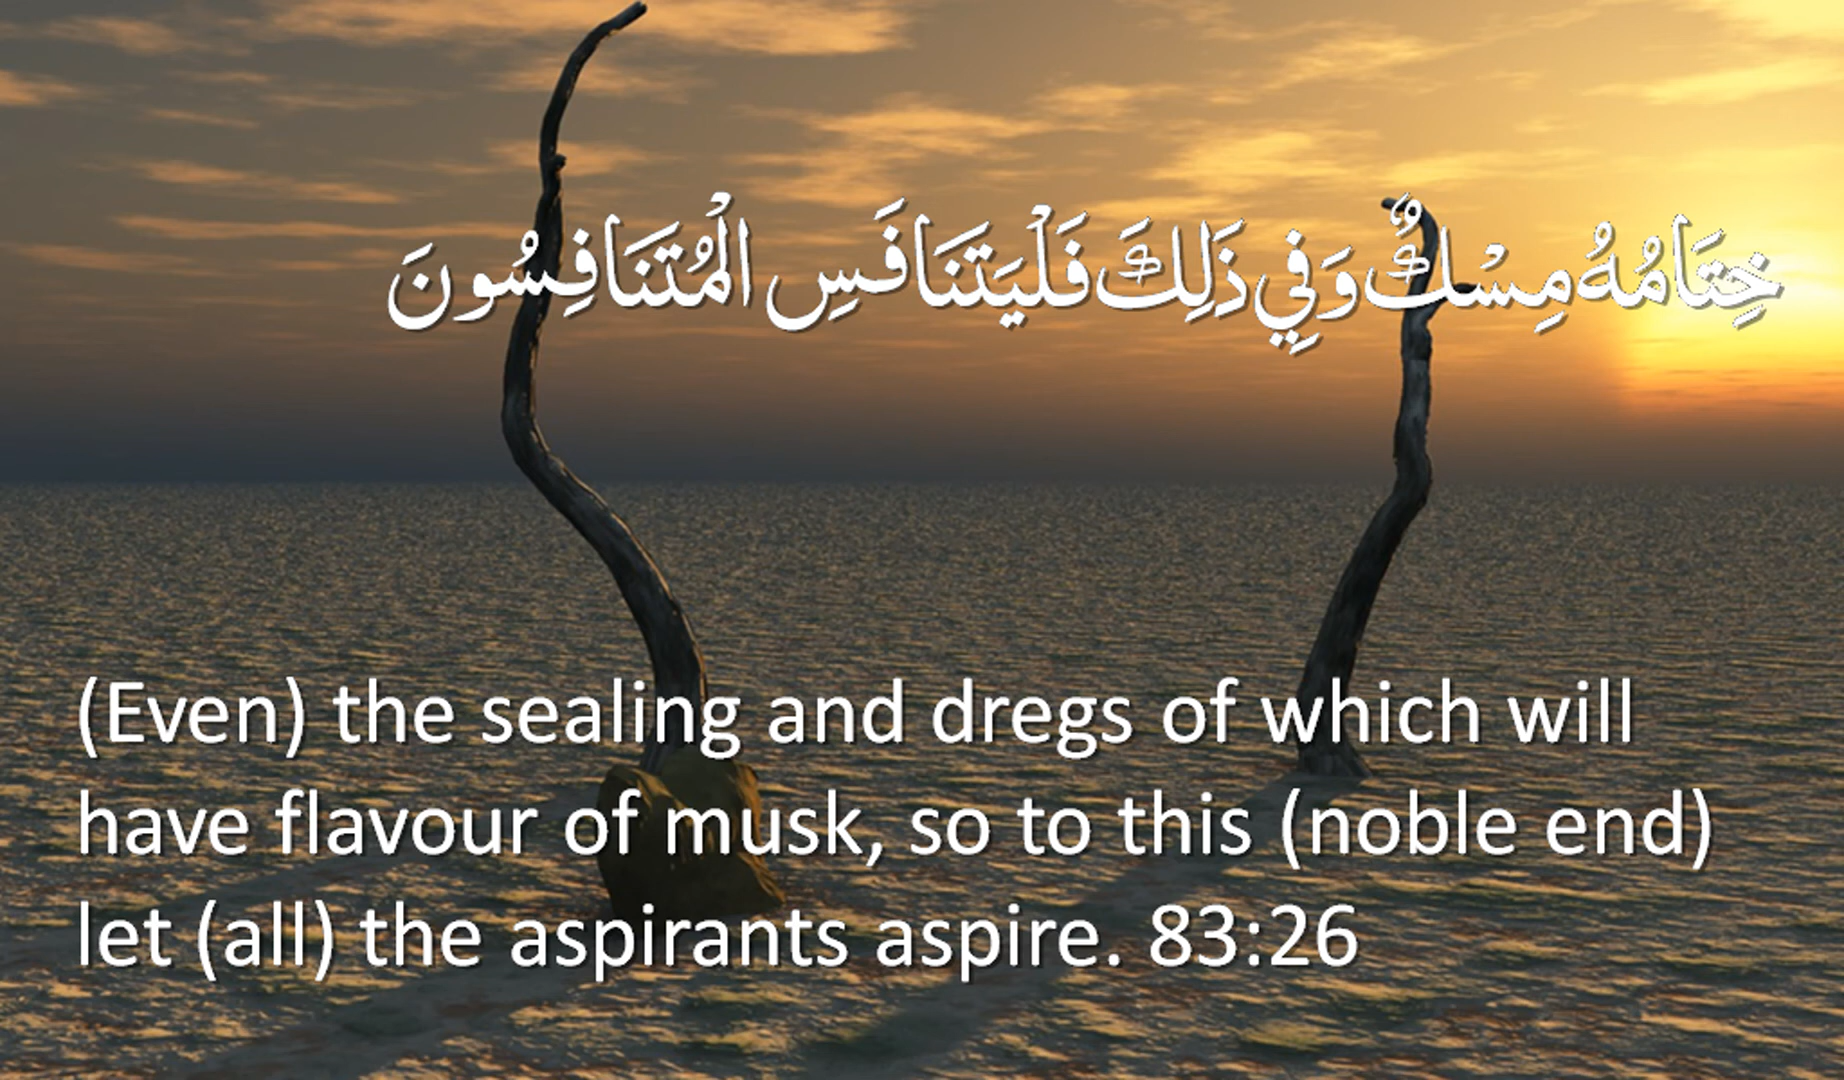 خِتَامُهُ مِسْكٌ وَفِي ذَلِكَ فَلْيَتَنَافَسِ الْمُتَنَافِسُونَ
(Even) the sealing and dregs of which will
have flavour of musk, so to this (noble end)
let (all) the aspirants aspire. 83:26